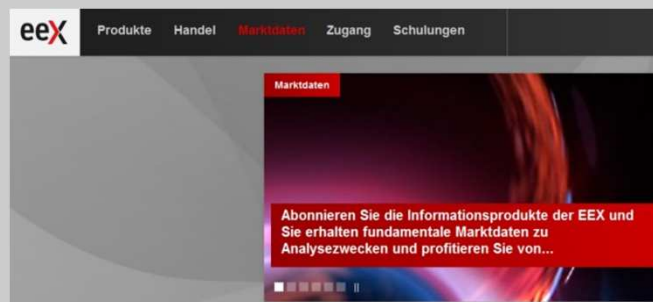 eex Produkte Handel Marktdaten Zugang Schulungen
Marktdaten
Abonnieren Sie die Informationsprodukte der EEX und
Sie erhalten fundamentale Marktdaten zu
Analysezwecken und profitieren Sie von...